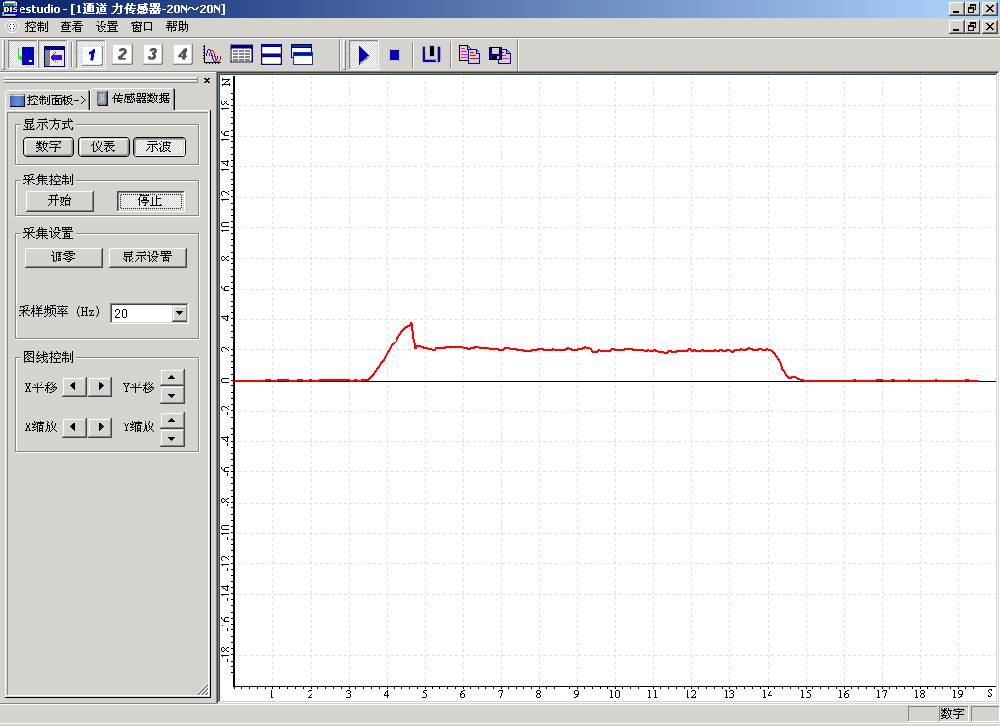 estudio - [1通道 力传感器-20N～20N]
控制 查看 设置 窗口 帮助
1 2 3 4
控制面板-> 传感器数据
显示方式
数字 仪表 示波
采集控制
开始 停止
采集设置
调零 显示设置
采样频率 (Hz) 20
图线控制
X平移 Y平移
X缩放 Y缩放
N
18
16
14
12
10
8
6
4
2
0
-2
-4
-6
-8
-10
-12
-14
-16
-18
1 2 3 4 5 6 7 8 9 10 11 12 13 14 15 16 17 18 19 S
数字